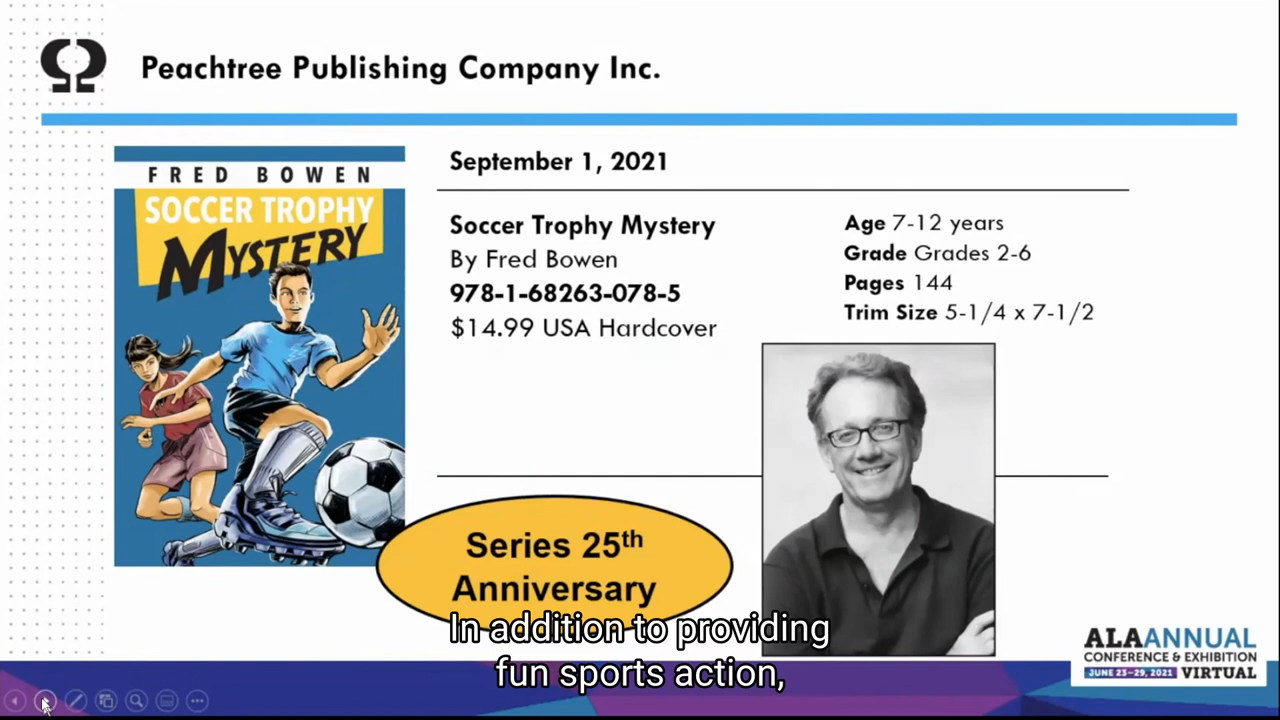 Peachtree Publishing Company Inc.
FRED BOWEN
SOCCER TROPHY
MYSTERY
September 1, 2021
Soccer Trophy Mystery
By Fred Bowen
978-1-68263-078-5
$14.99 USA Hardcover
Age 7-12 years
Grade Grades 2-6
Pages 144
Trim Size 5-1/4 x 7-1/2
Series 25th
Anniversary
In addition to providing
fun sports action,
ALA ANNUAL
CONFERENCE & EXHIBITION
JUNE 23–29, 2021 VIRTUAL